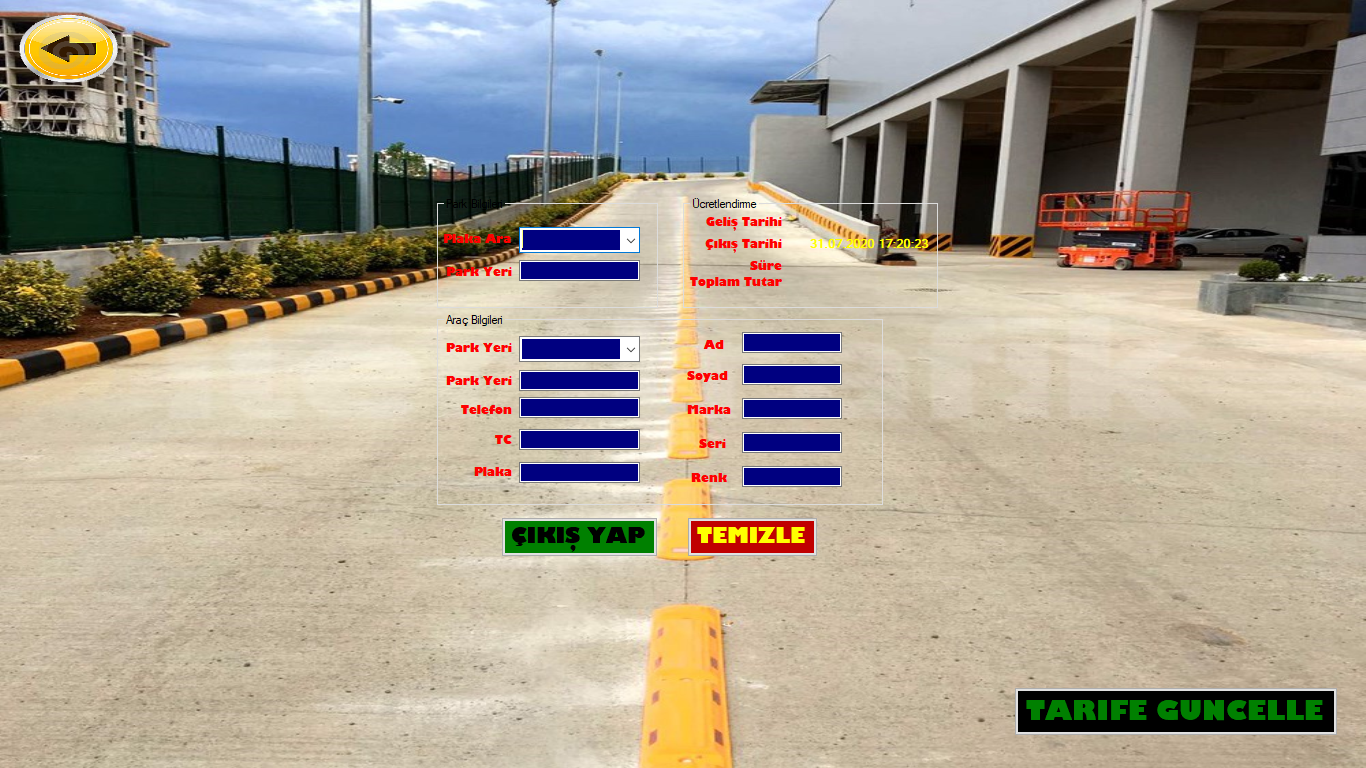 Park Bilgileri
Plaka Ara
Park Yeri
Ücretlendirme
Geliş Tarihi
Çıkış Tarihi 31.07.2020 17:20:23
Süre
Toplam Tutar
Araç Bilgileri
Park Yeri
Park Yeri
Telefon
TC
Plaka
Ad
Soyad
Marka
Seri
Renk
ÇIKIŞ YAP
TEMIZLE
TARIFE GUNCELLE